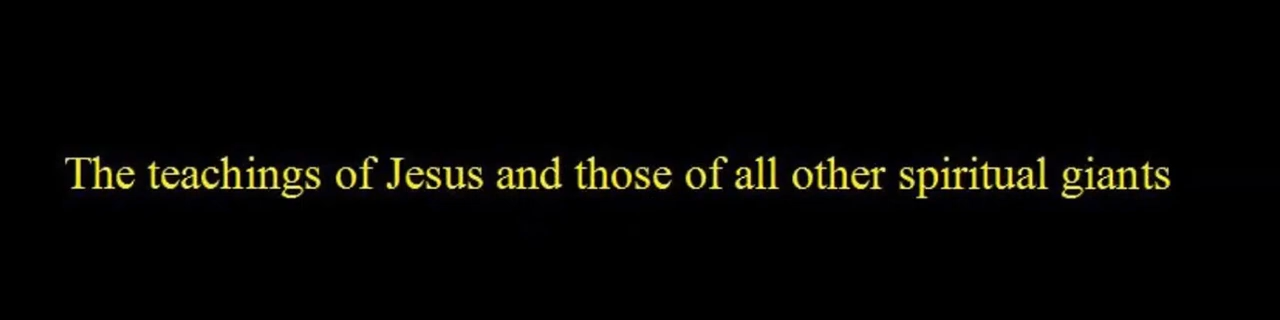 The teachings of Jesus and those of all other spiritual giants